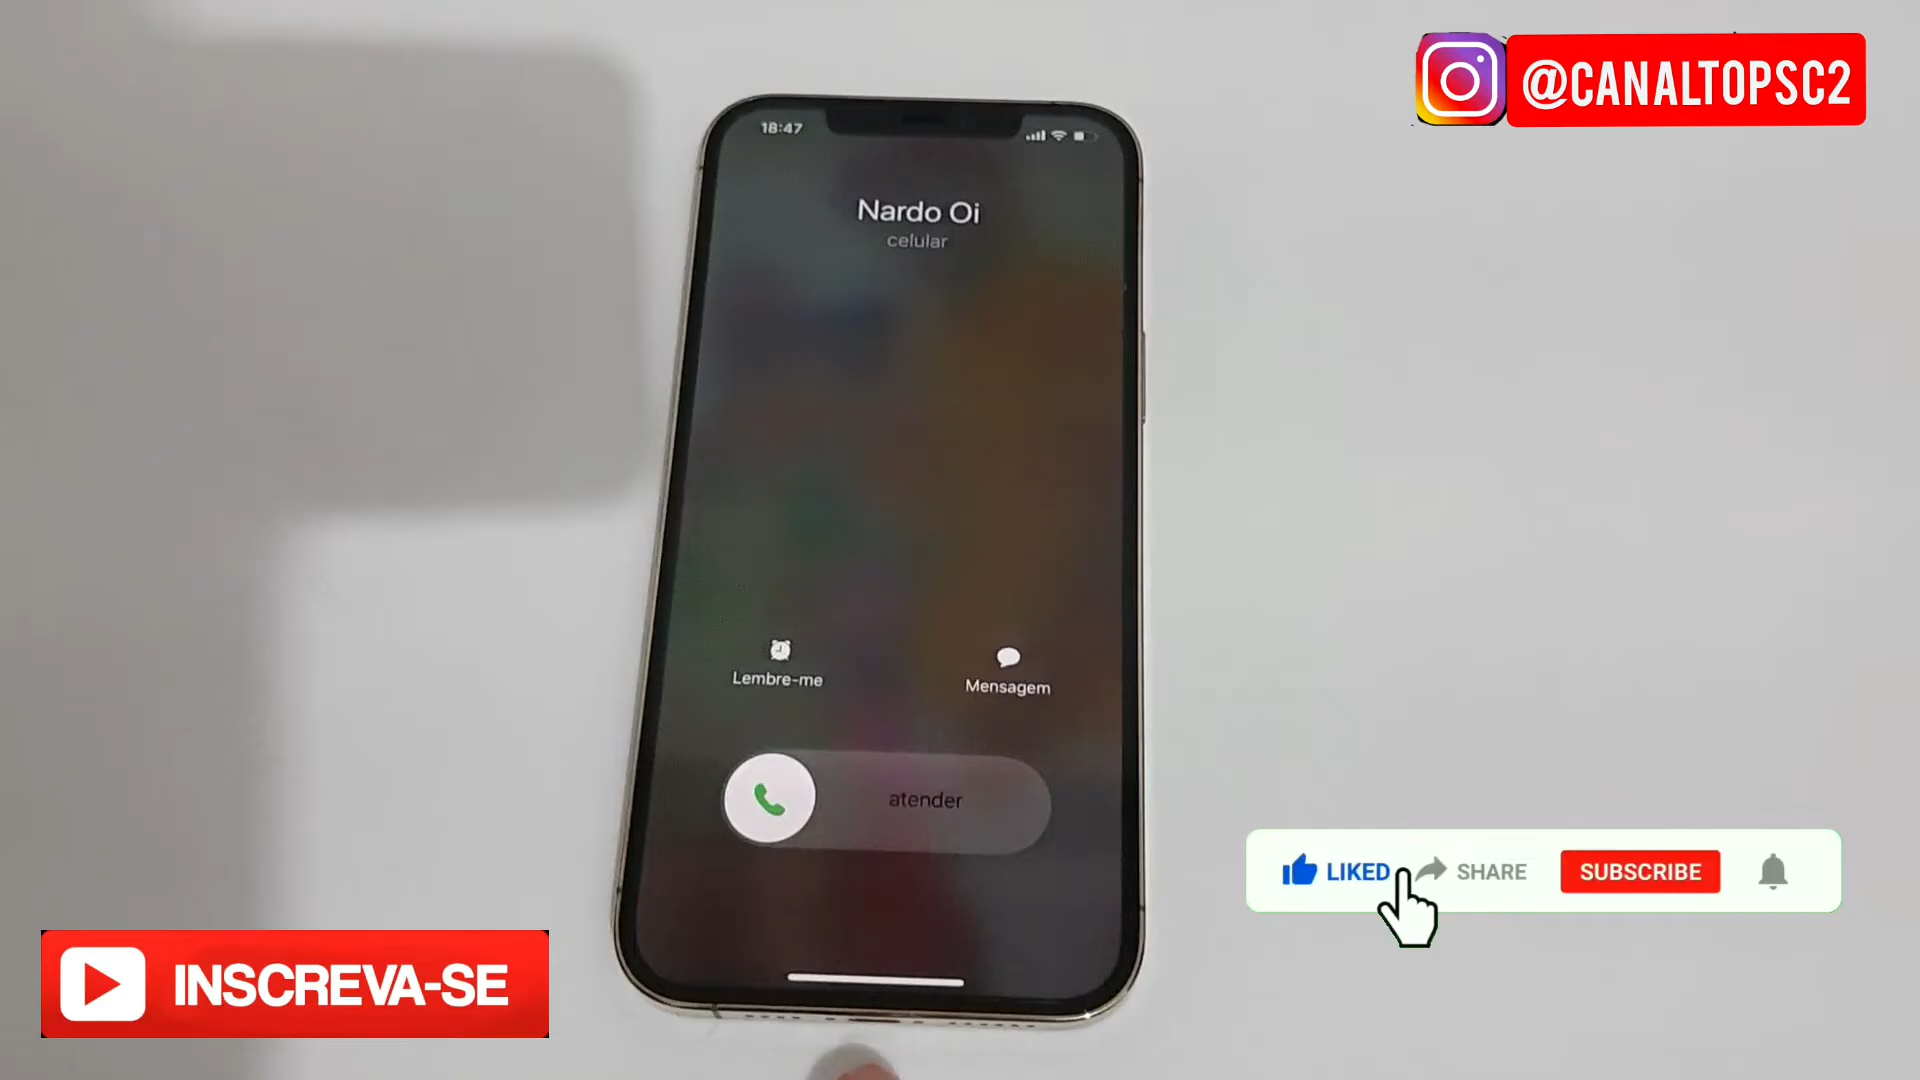 @CANALTOPSC2
18:47
Nardo Oi
celular
Lembre-me
Mensagem
atender
LIKED
SHARE
SUBSCRIBE
INSCREVA-SE